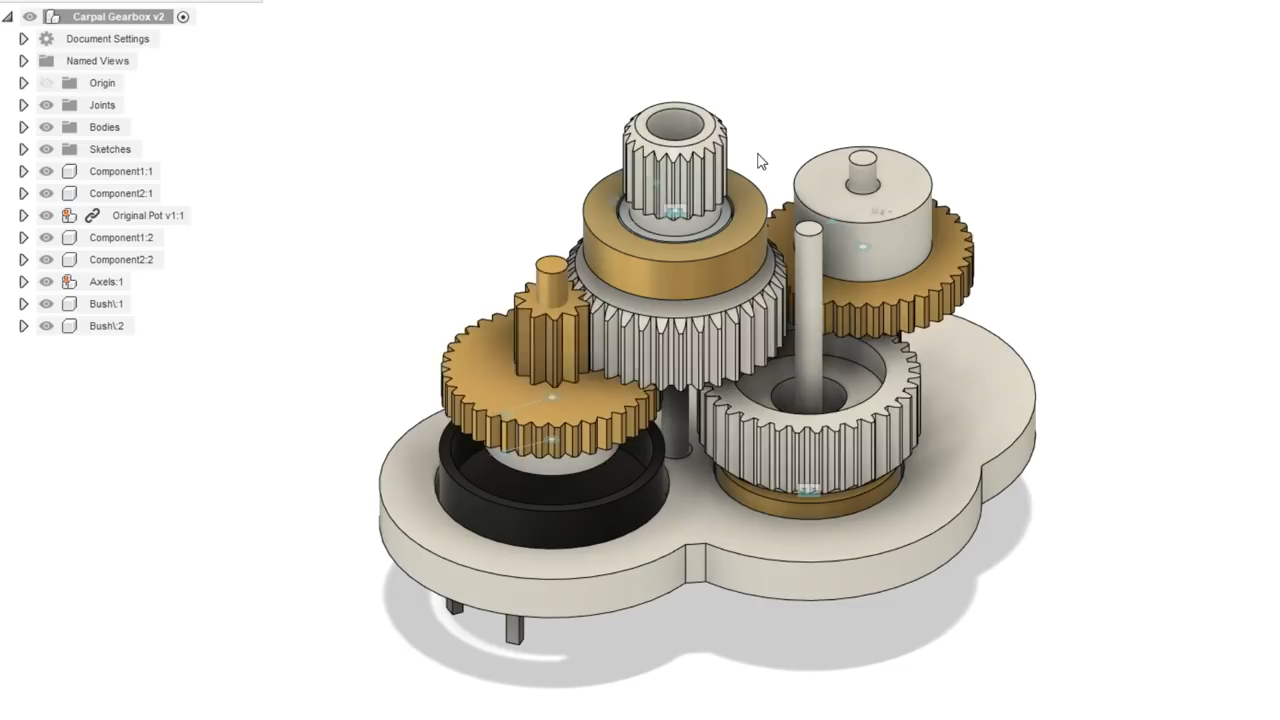 Carpal Gearbox v2
Document Settings
Named Views
Origin
Joints
Bodies
Sketches
Component1:1
Component2:1
Original Pot v1:1
Component1:2
Component2:2
Axels:1
Bush\:1
Bush\:2